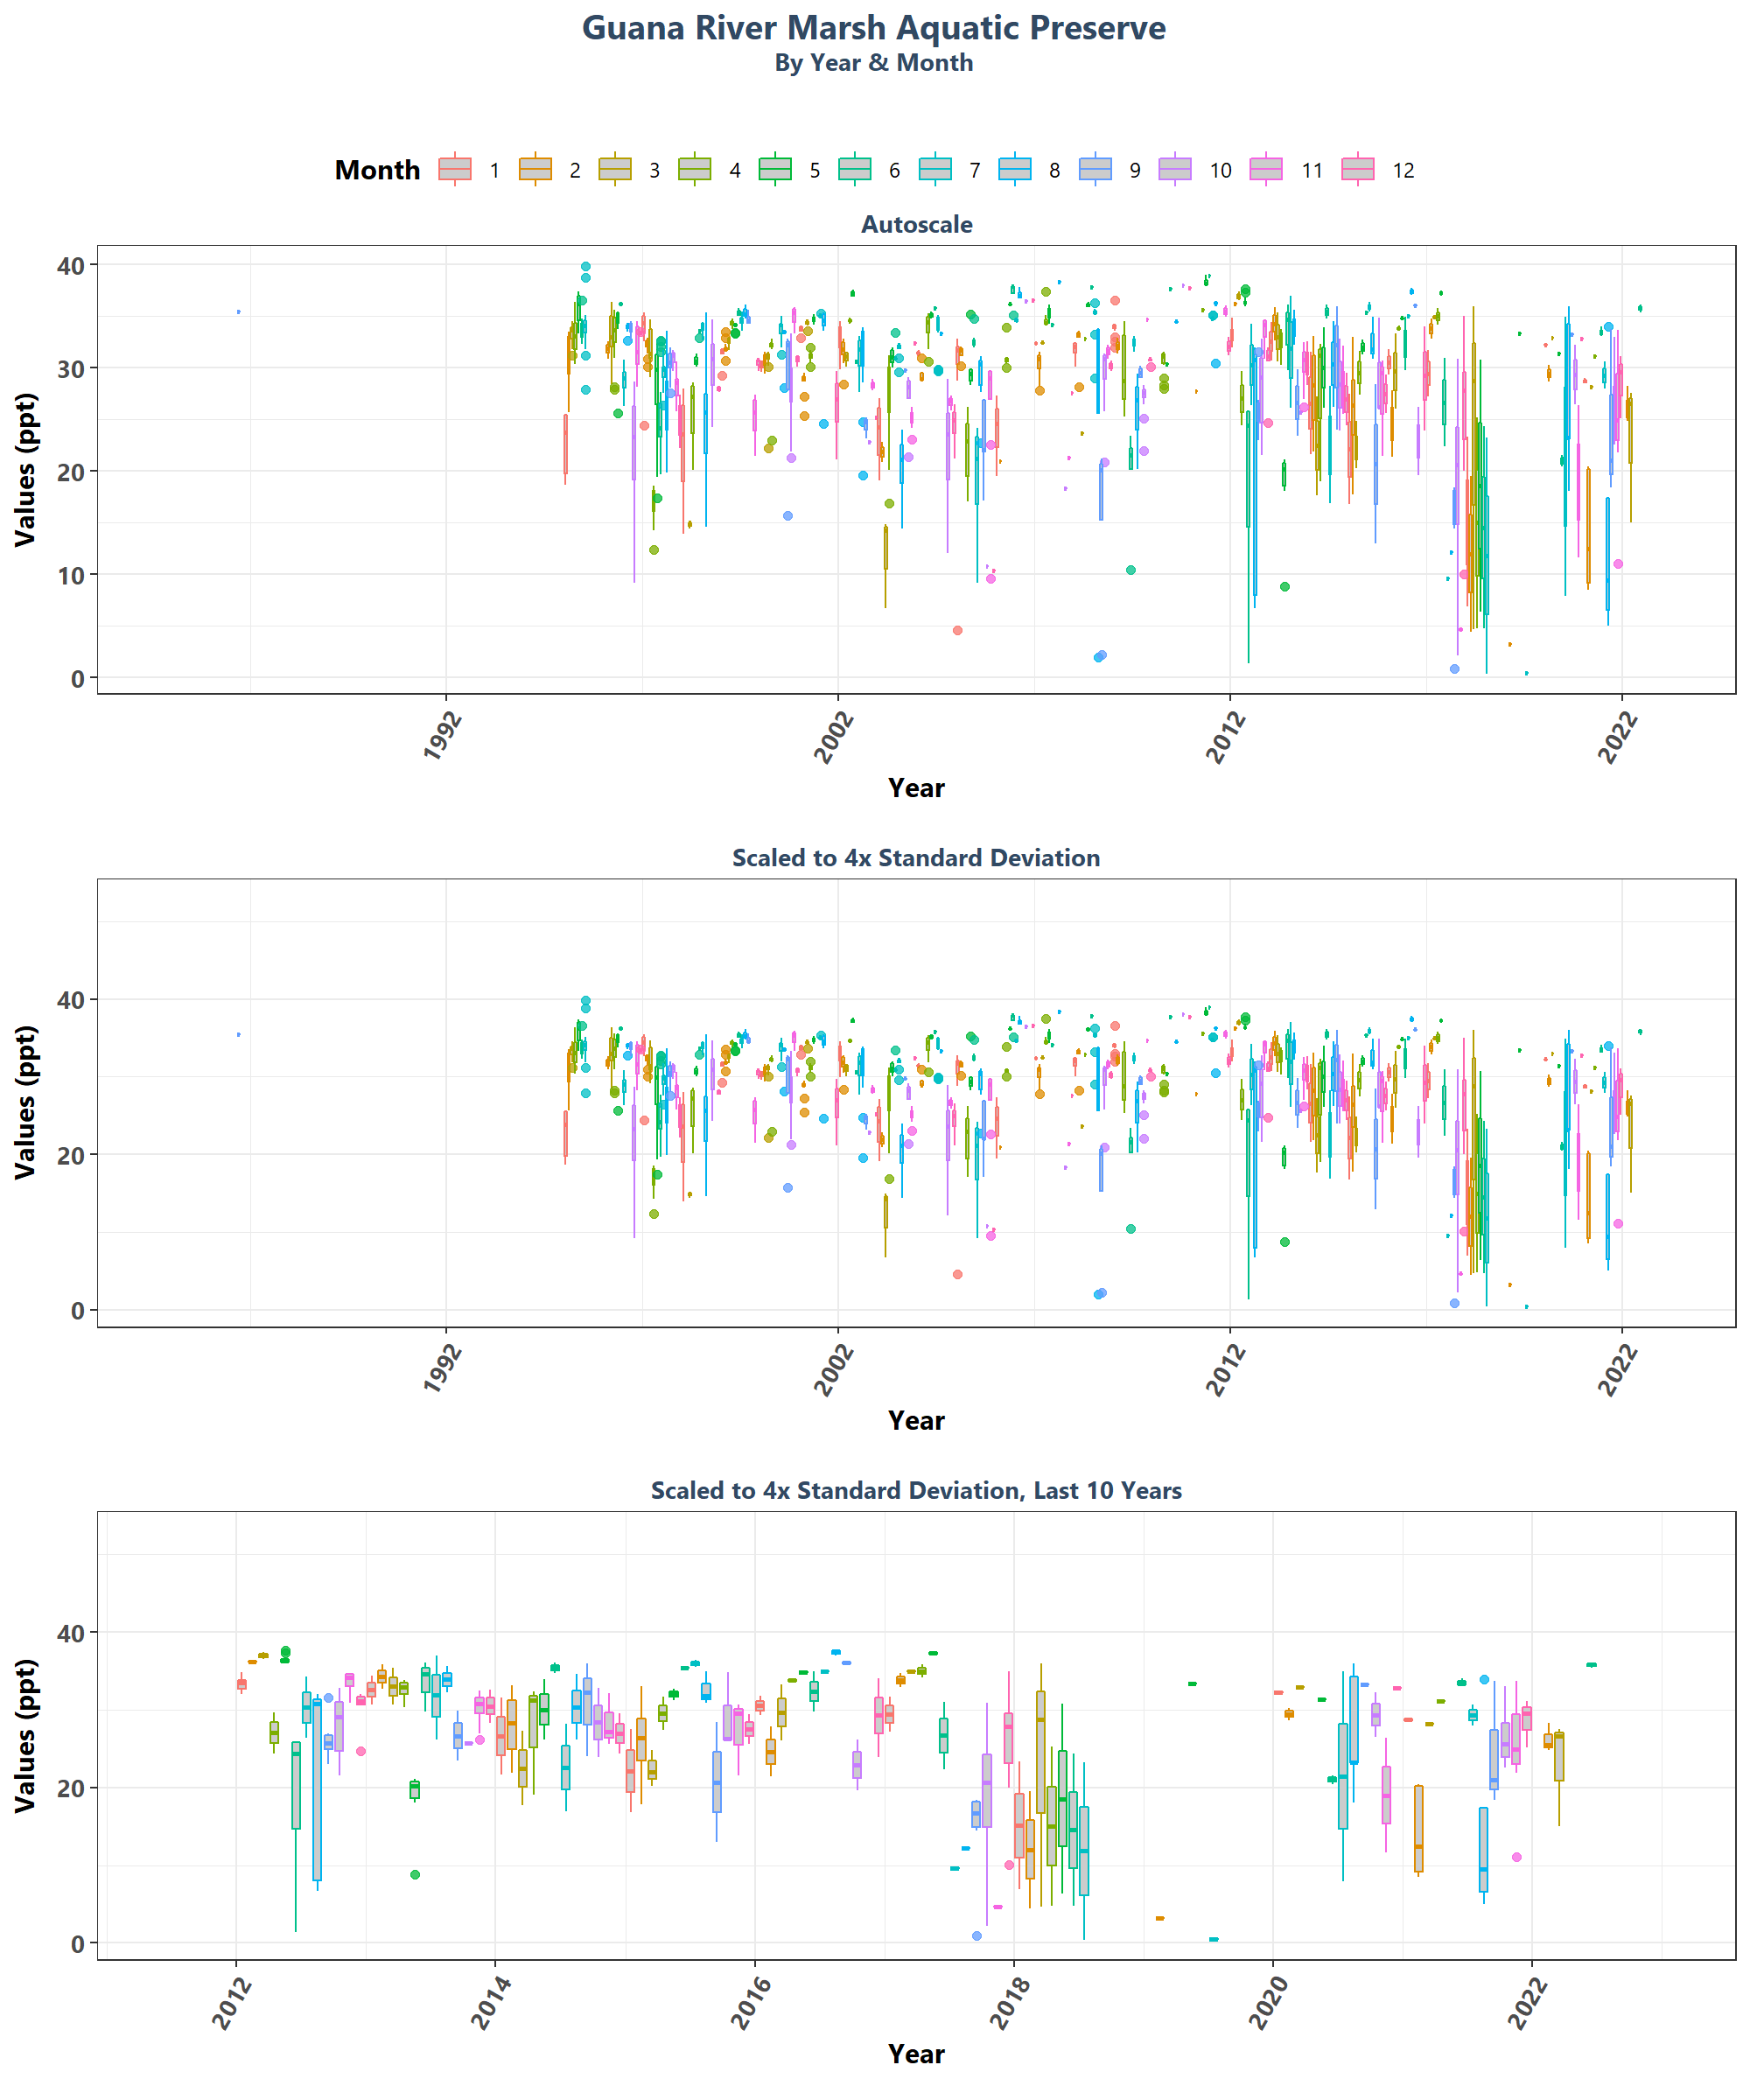 Guana River Marsh Aquatic Preserve
By Year & Month
Month 1 2 3 4 5 6 7 8 9 10 11 12
Autoscale
Values (ppt)
40
30
20
10
0
1992 2002 2012 2022
Year
Scaled to 4x Standard Deviation
Values (ppt)
40
20
0
1992 2002 2012 2022
Year
Scaled to 4x Standard Deviation, Last 10 Years
Values (ppt)
40
20
0
2012 2014 2016 2018 2020 2022
Year